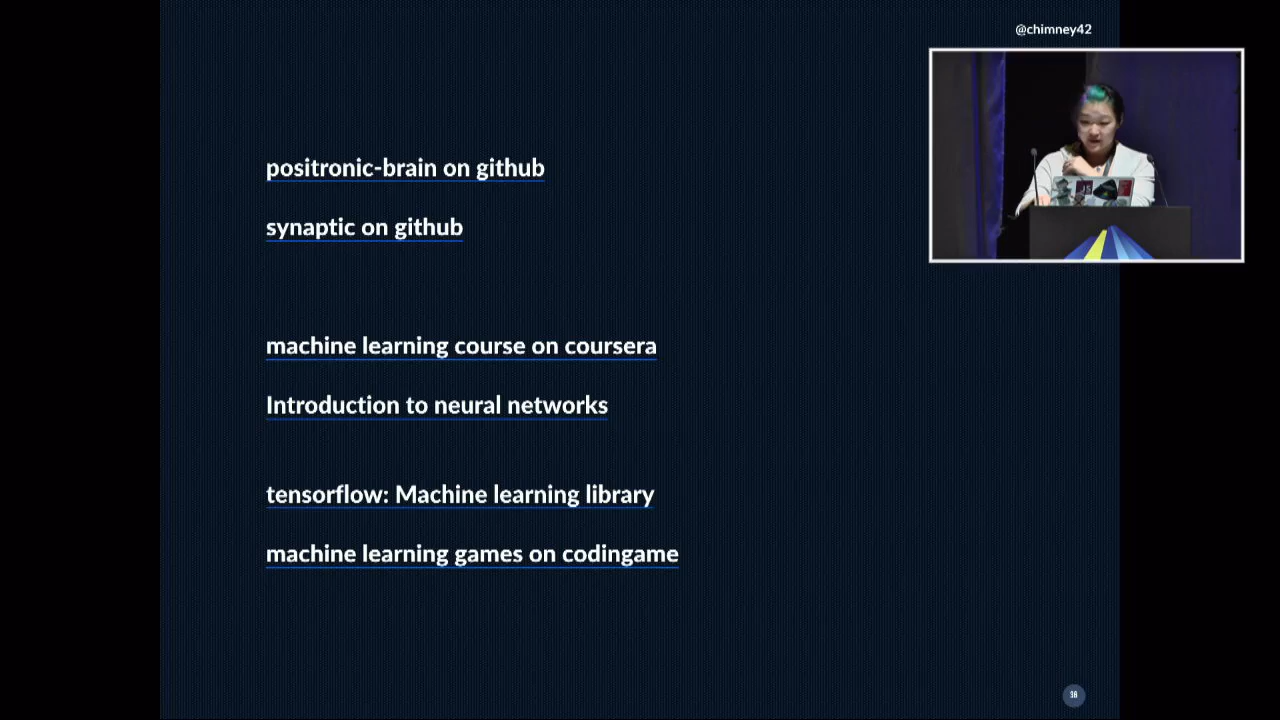 @chimney42
positronic-brain on github
synaptic on github
machine learning course on coursera
Introduction to neural networks
tensorflow: Machine learning library
machine learning games on codingame
38